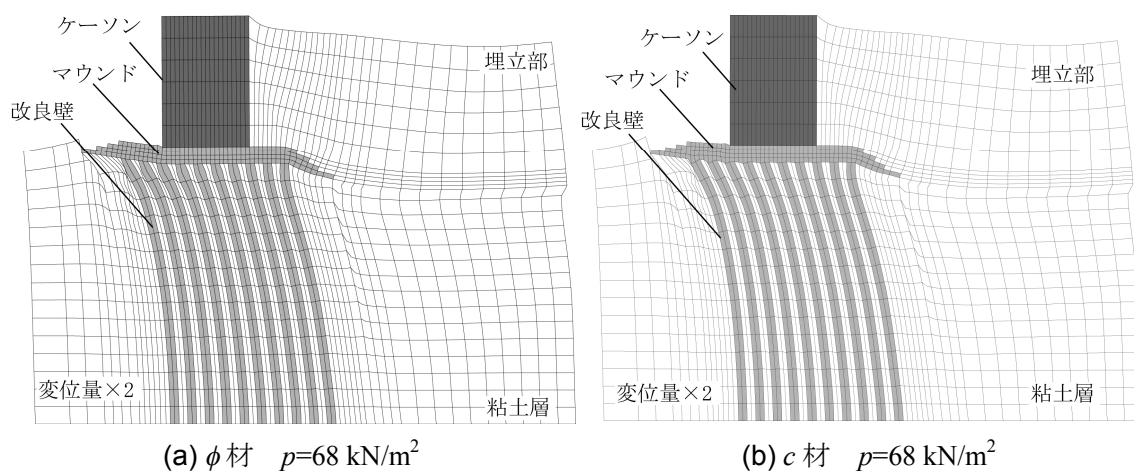 ケーソン
マウンド
改良壁
埋立部
変位量×2
粘土層
(a) ϕ 材 p=68 kN/m²
ケーソン
マウンド
改良壁
埋立部
変位量×2
粘土層
(b) c 材 p=68 kN/m²